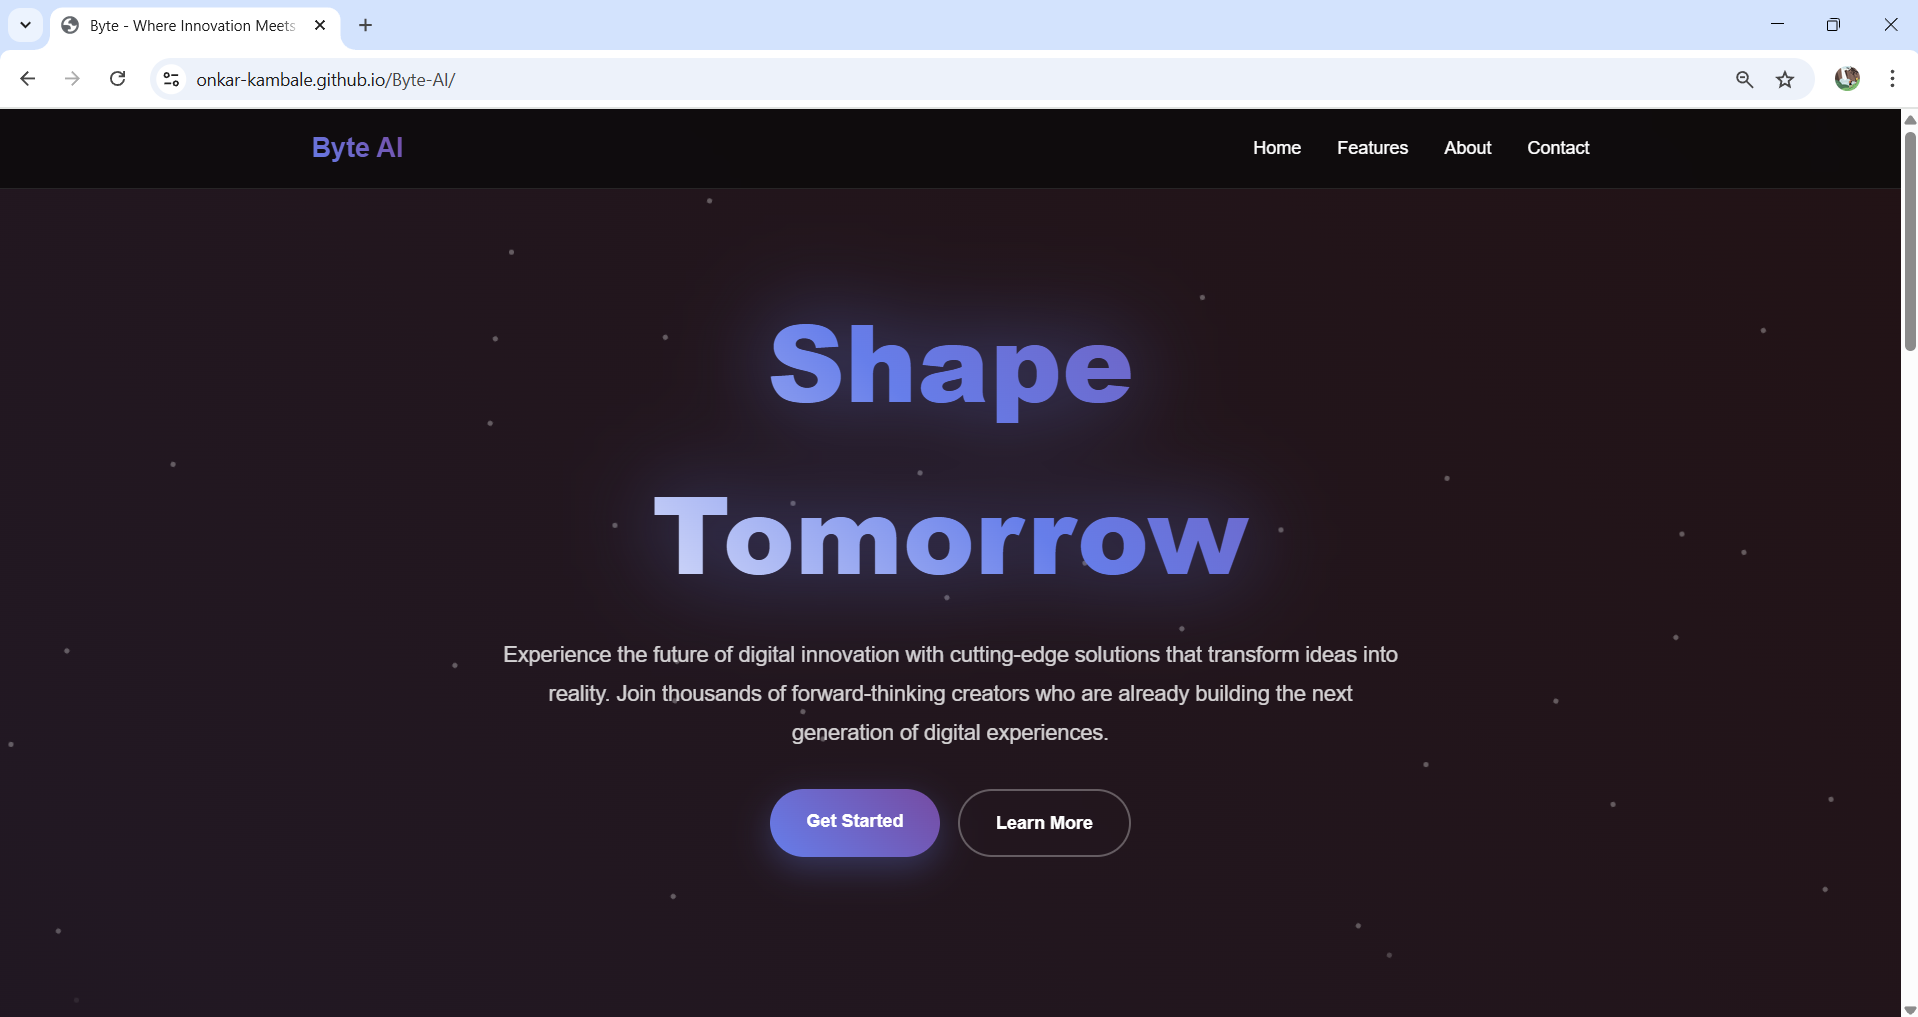 Byte - Where Innovation Meets
onkar-kambale.github.io/Byte-AI/
Byte AI
Home
Features
About
Contact
Shape
Tomorrow
Experience the future of digital innovation with cutting-edge solutions that transform ideas into
reality. Join thousands of forward-thinking creators who are already building the next
generation of digital experiences.
Get Started
Learn More